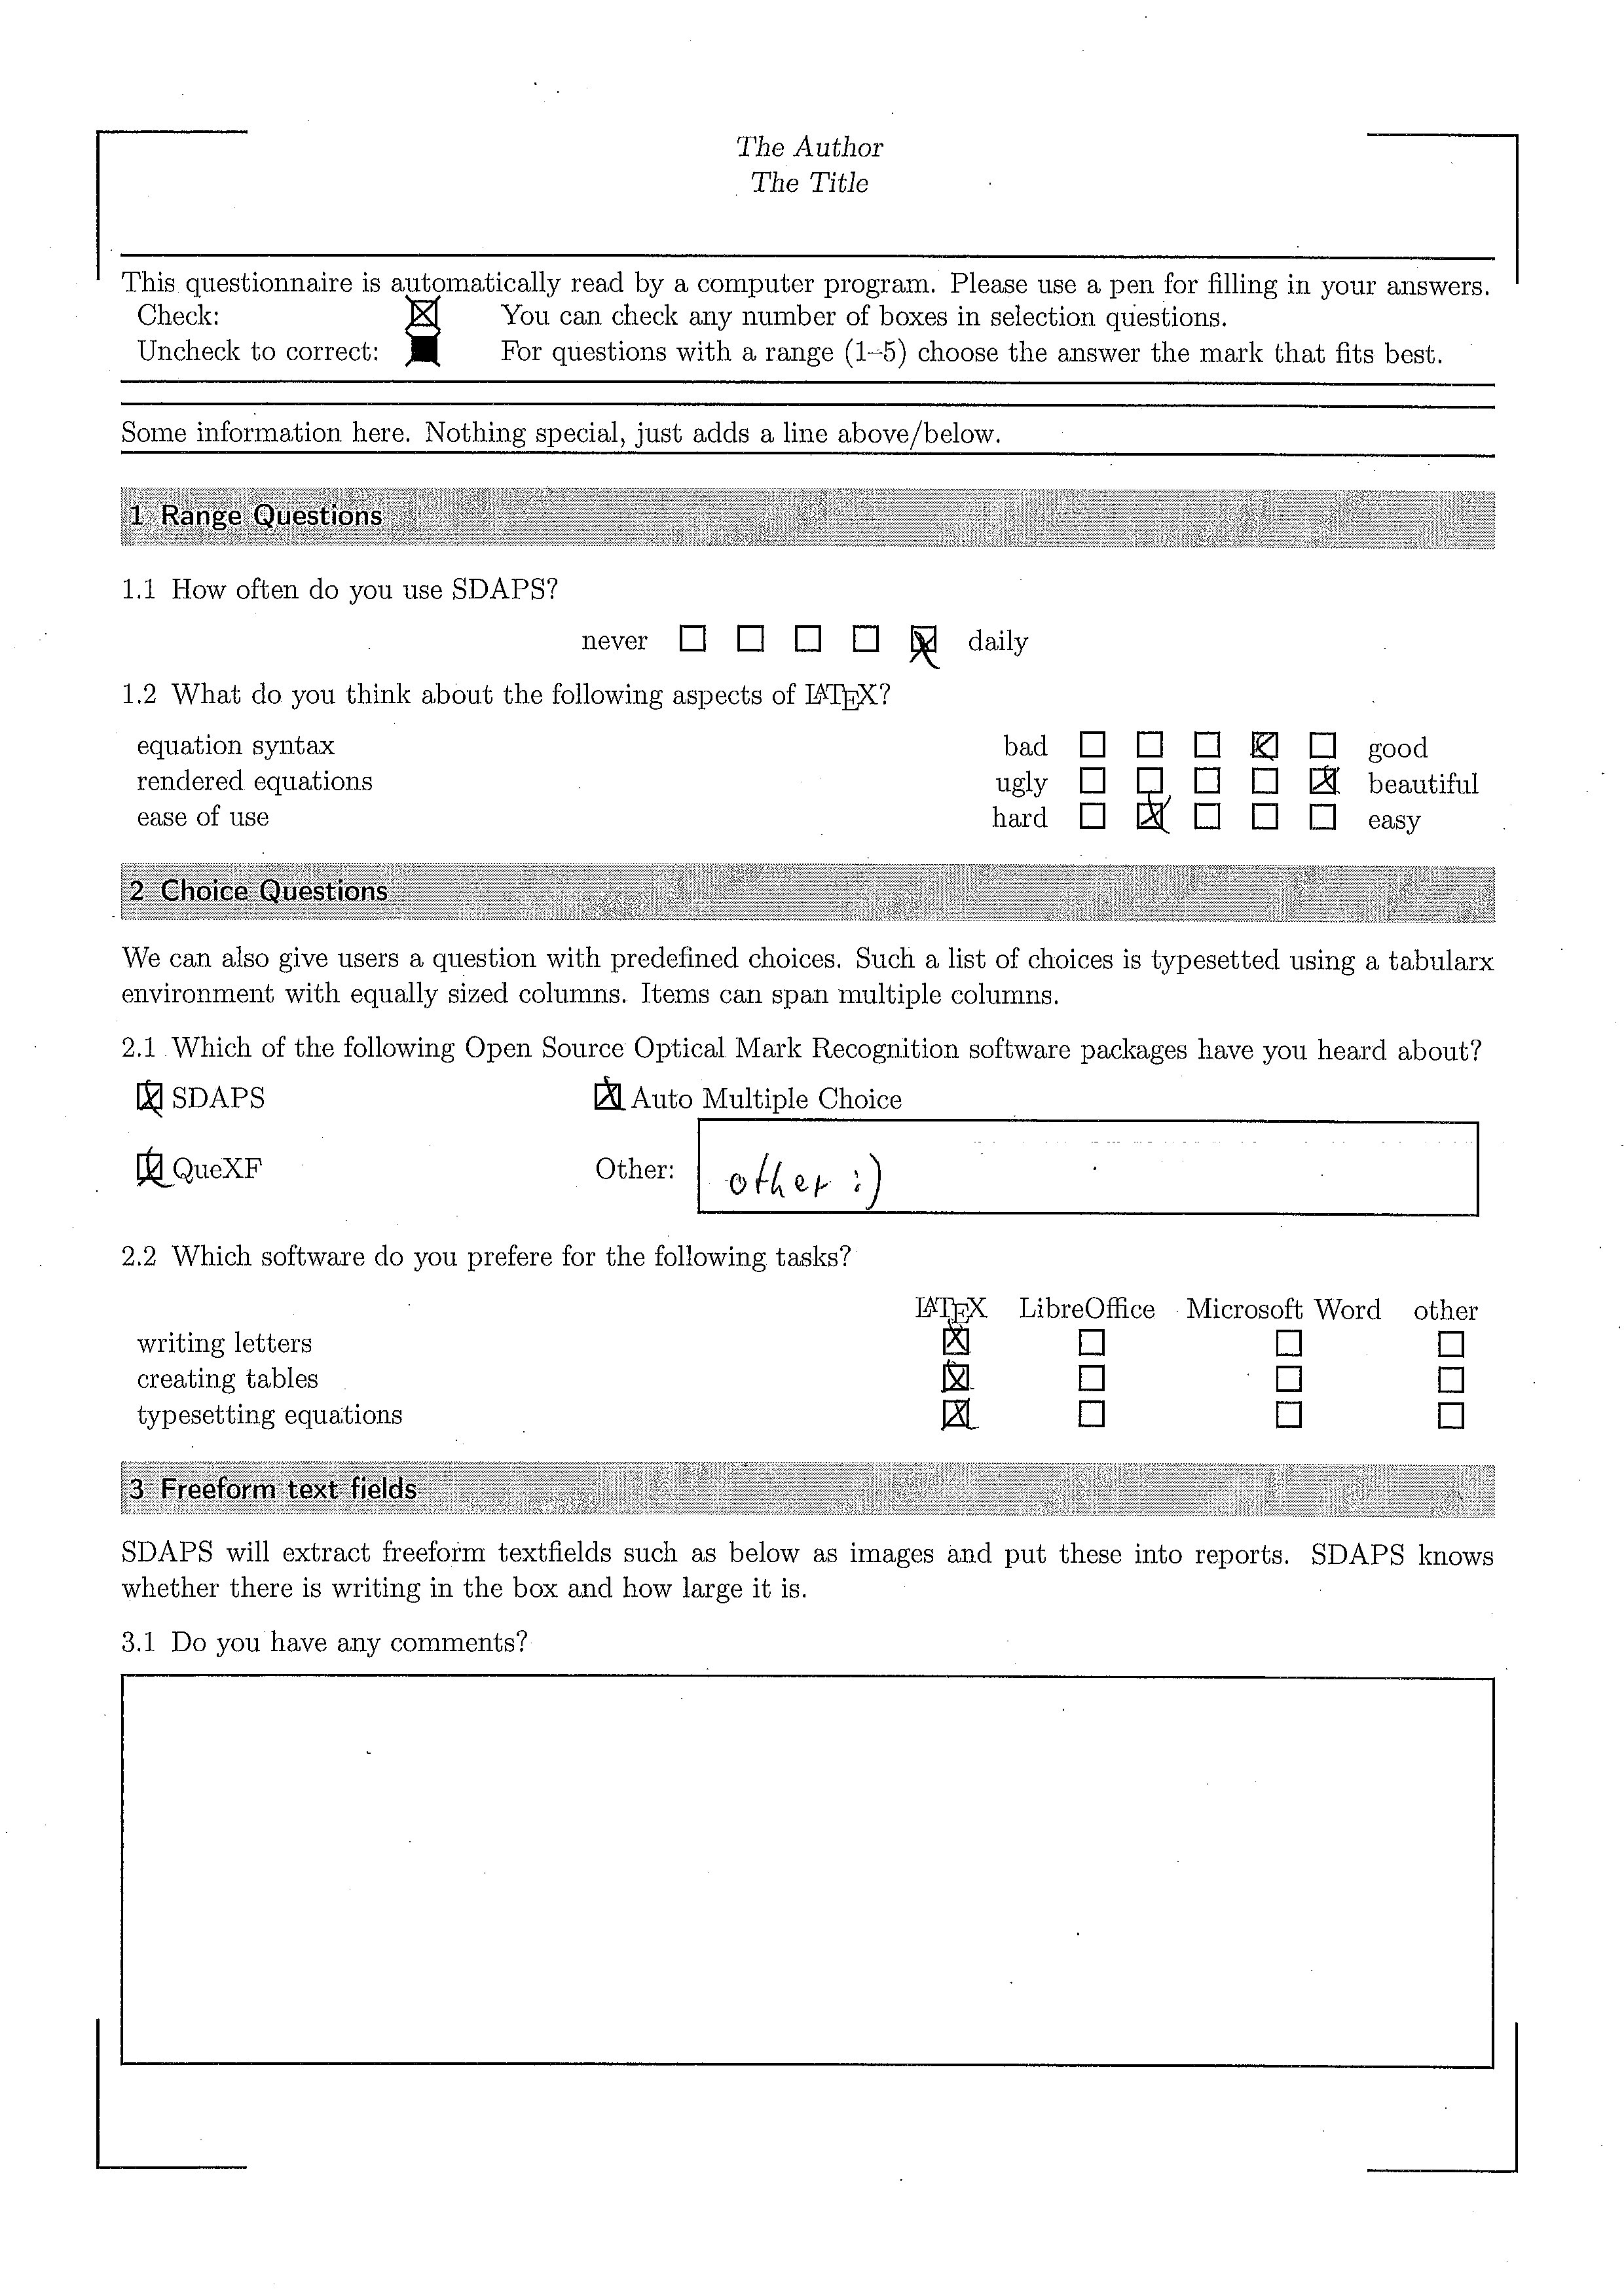 The Author
The Title
This questionnaire is automatically read by a computer program. Please use a pen for filling in your answers.
Check: You can check any number of boxes in selection questions.
Uncheck to correct: For questions with a range (1–5) choose the answer the mark that fits best.
Some information here. Nothing special, just adds a line above/below.
1 Range Questions
1.1 How often do you use SDAPS?
never daily
1.2 What do you think about the following aspects of LATEX?
equation syntax bad good
rendered equations ugly beautiful
ease of use hard easy
2 Choice Questions
We can also give users a question with predefined choices. Such a list of choices is typesetted using a tabularx
environment with equally sized columns. Items can span multiple columns.
2.1 Which of the following Open Source Optical Mark Recognition software packages have you heard about?
SDAPS Auto Multiple Choice
QueXF Other: other :)
2.2 Which software do you prefere for the following tasks?
LATEX LibreOffice Microsoft Word other
writing letters
creating tables
typesetting equations
3 Freeform text fields
SDAPS will extract freeform textfields such as below as images and put these into reports. SDAPS knows
whether there is writing in the box and how large it is.
3.1 Do you have any comments?